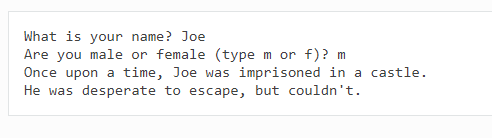 What is your name? Joe
Are you male or female (type m or f)? m
Once upon a time, Joe was imprisoned in a castle.
He was desperate to escape, but couldn't.